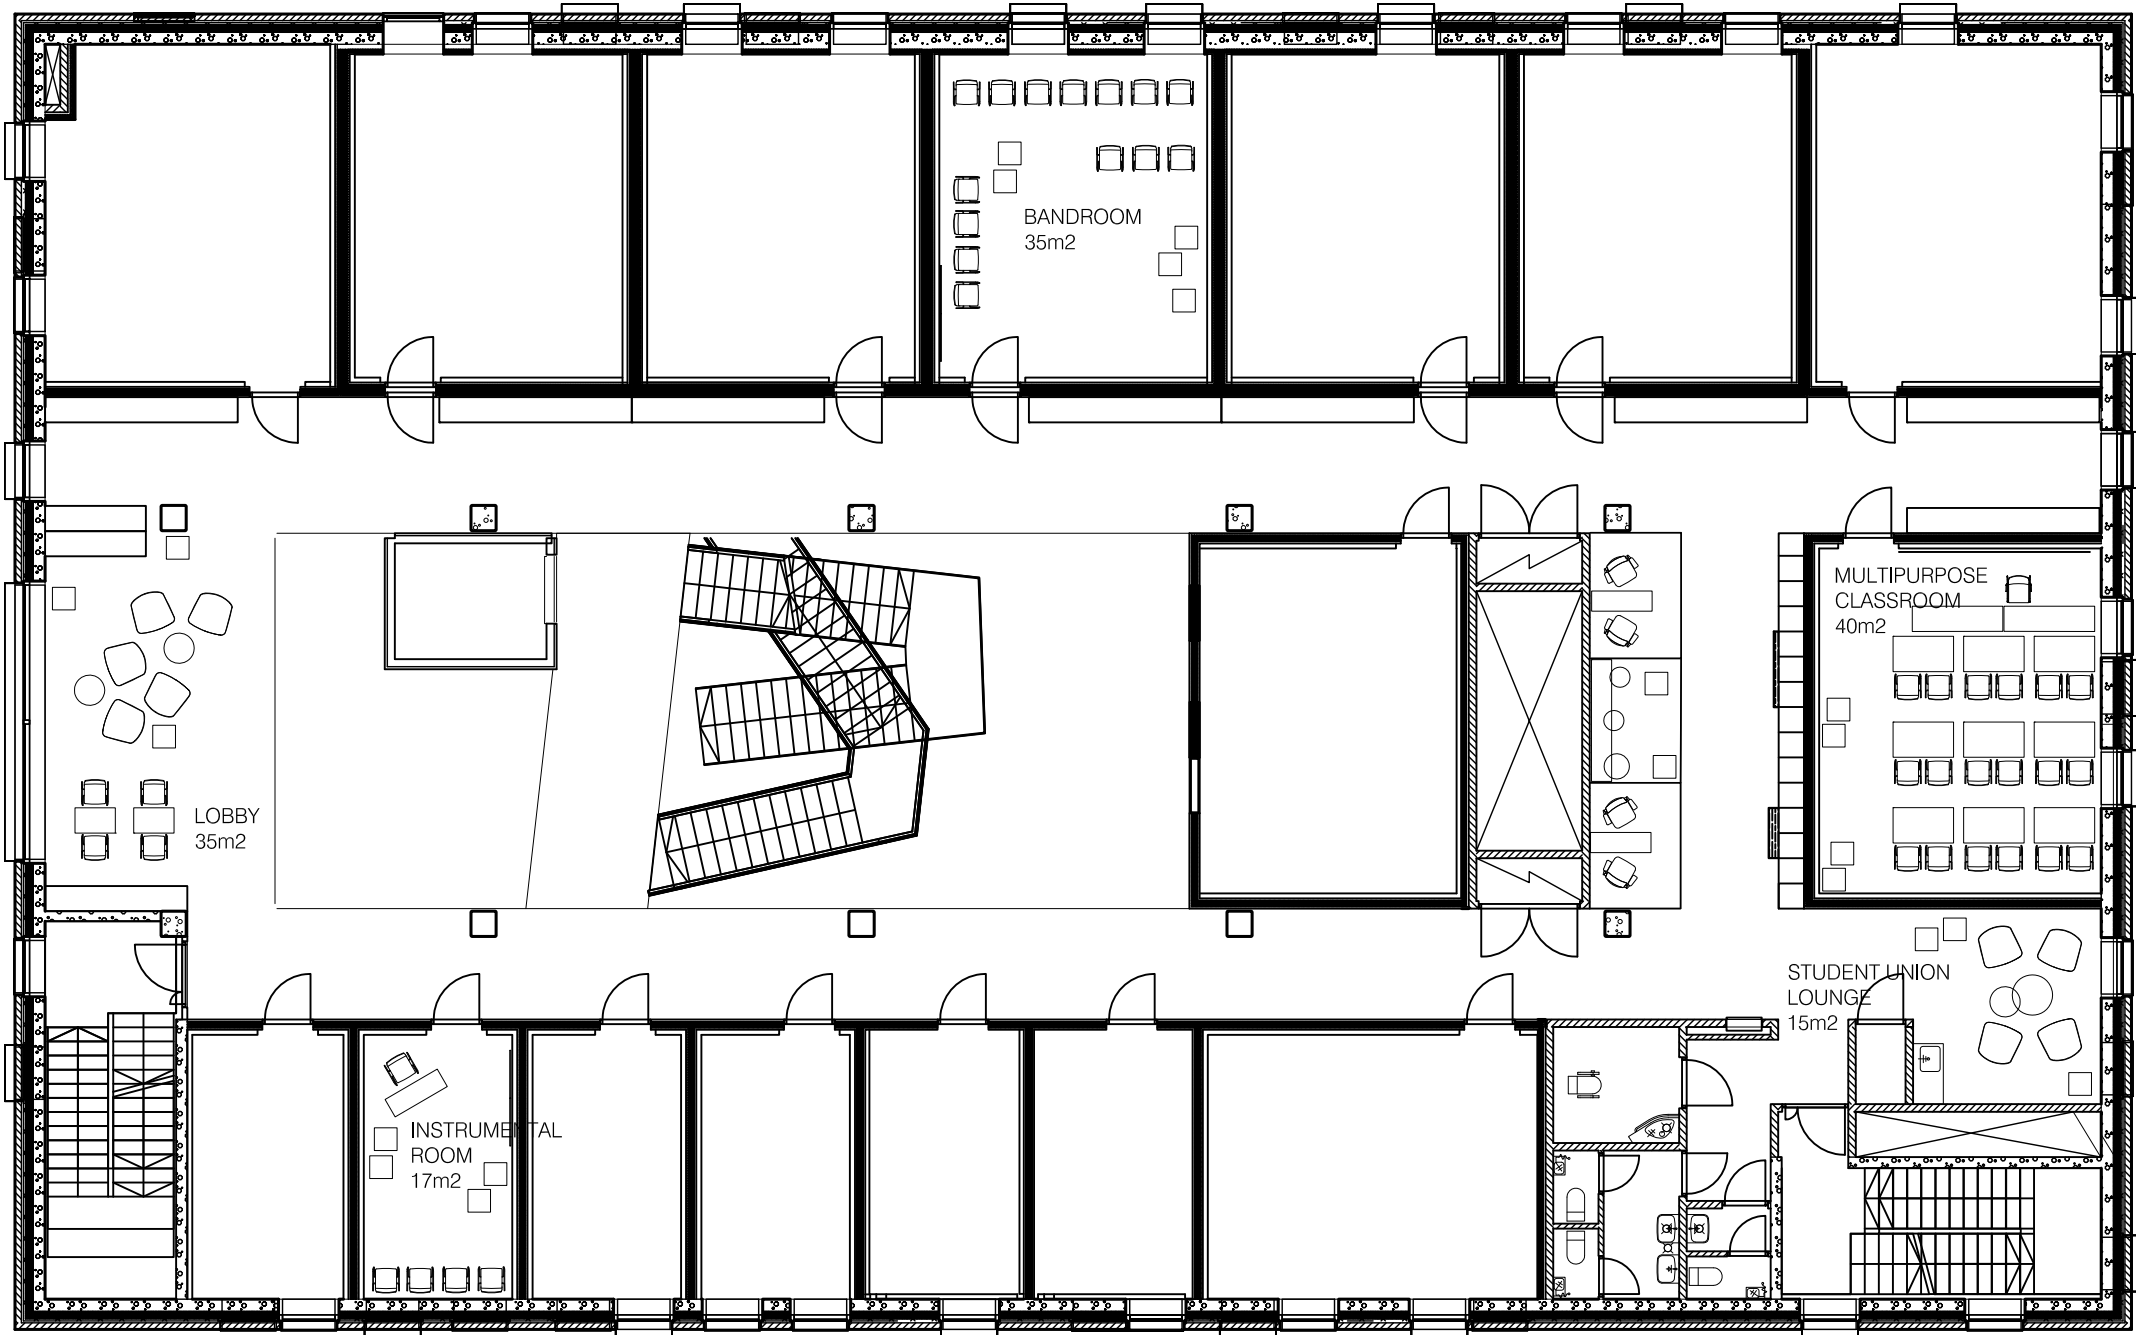 BANDROOM
35m2
MULTIPURPOSE
CLASSROOM
40m2
LOBBY
35m2
STUDENT UNION
LOUNGE
15m2
INSTRUMENTAL
ROOM
17m2